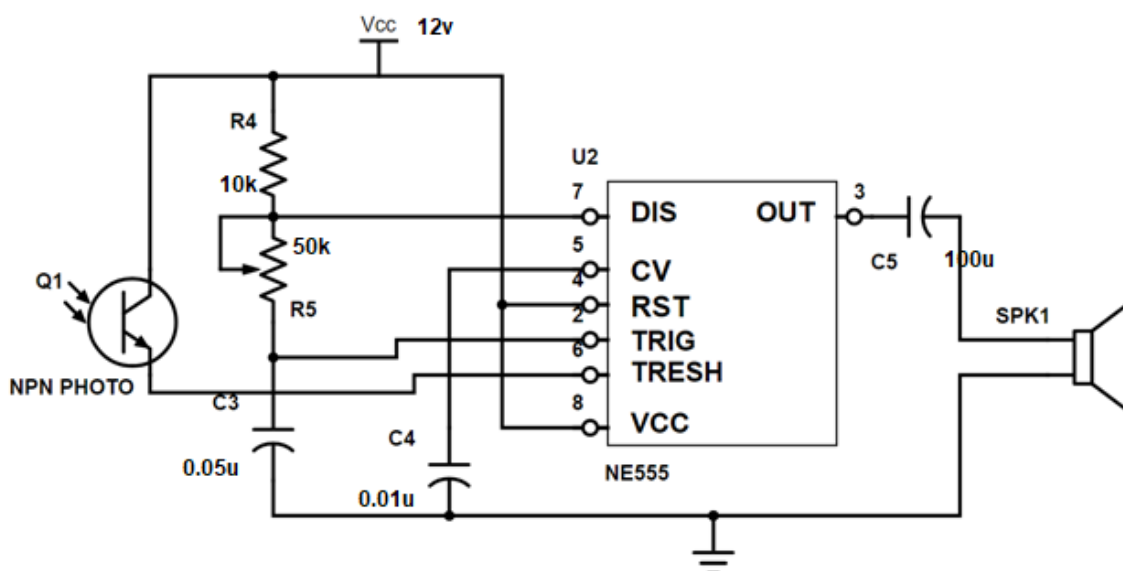 Vcc 12v
R4
10k
U2
7
DIS
OUT
3
50k
5
CV
C5
100u
Q1
R5
4
RST
SPK1
2
TRIG
6
TRESH
NPN PHOTO
C3
8
VCC
C4
0.05u
NE555
0.01u